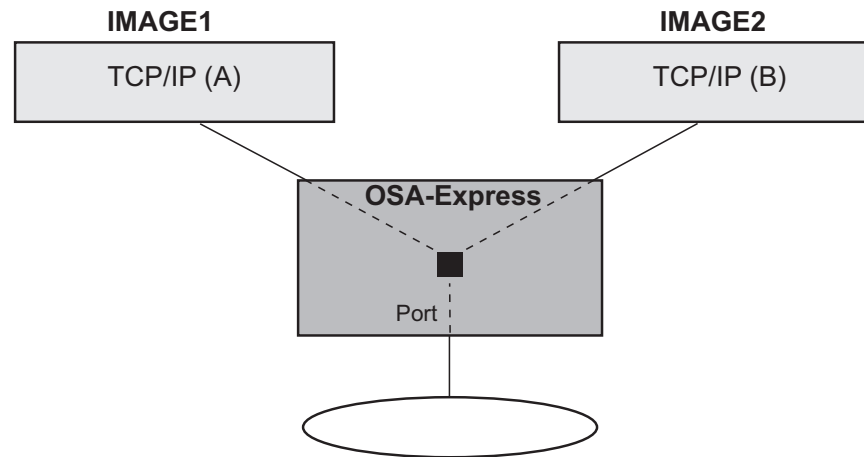 IMAGE1
IMAGE2
TCP/IP (A)
TCP/IP (B)
OSA-Express
Port